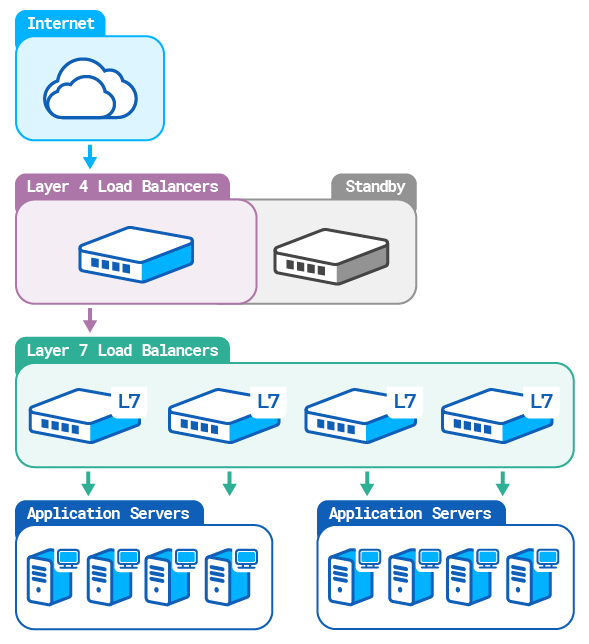 Internet
Layer 4 Load Balancers
Standby
Layer 7 Load Balancers
L7
L7
L7
L7
Application Servers
Application Servers